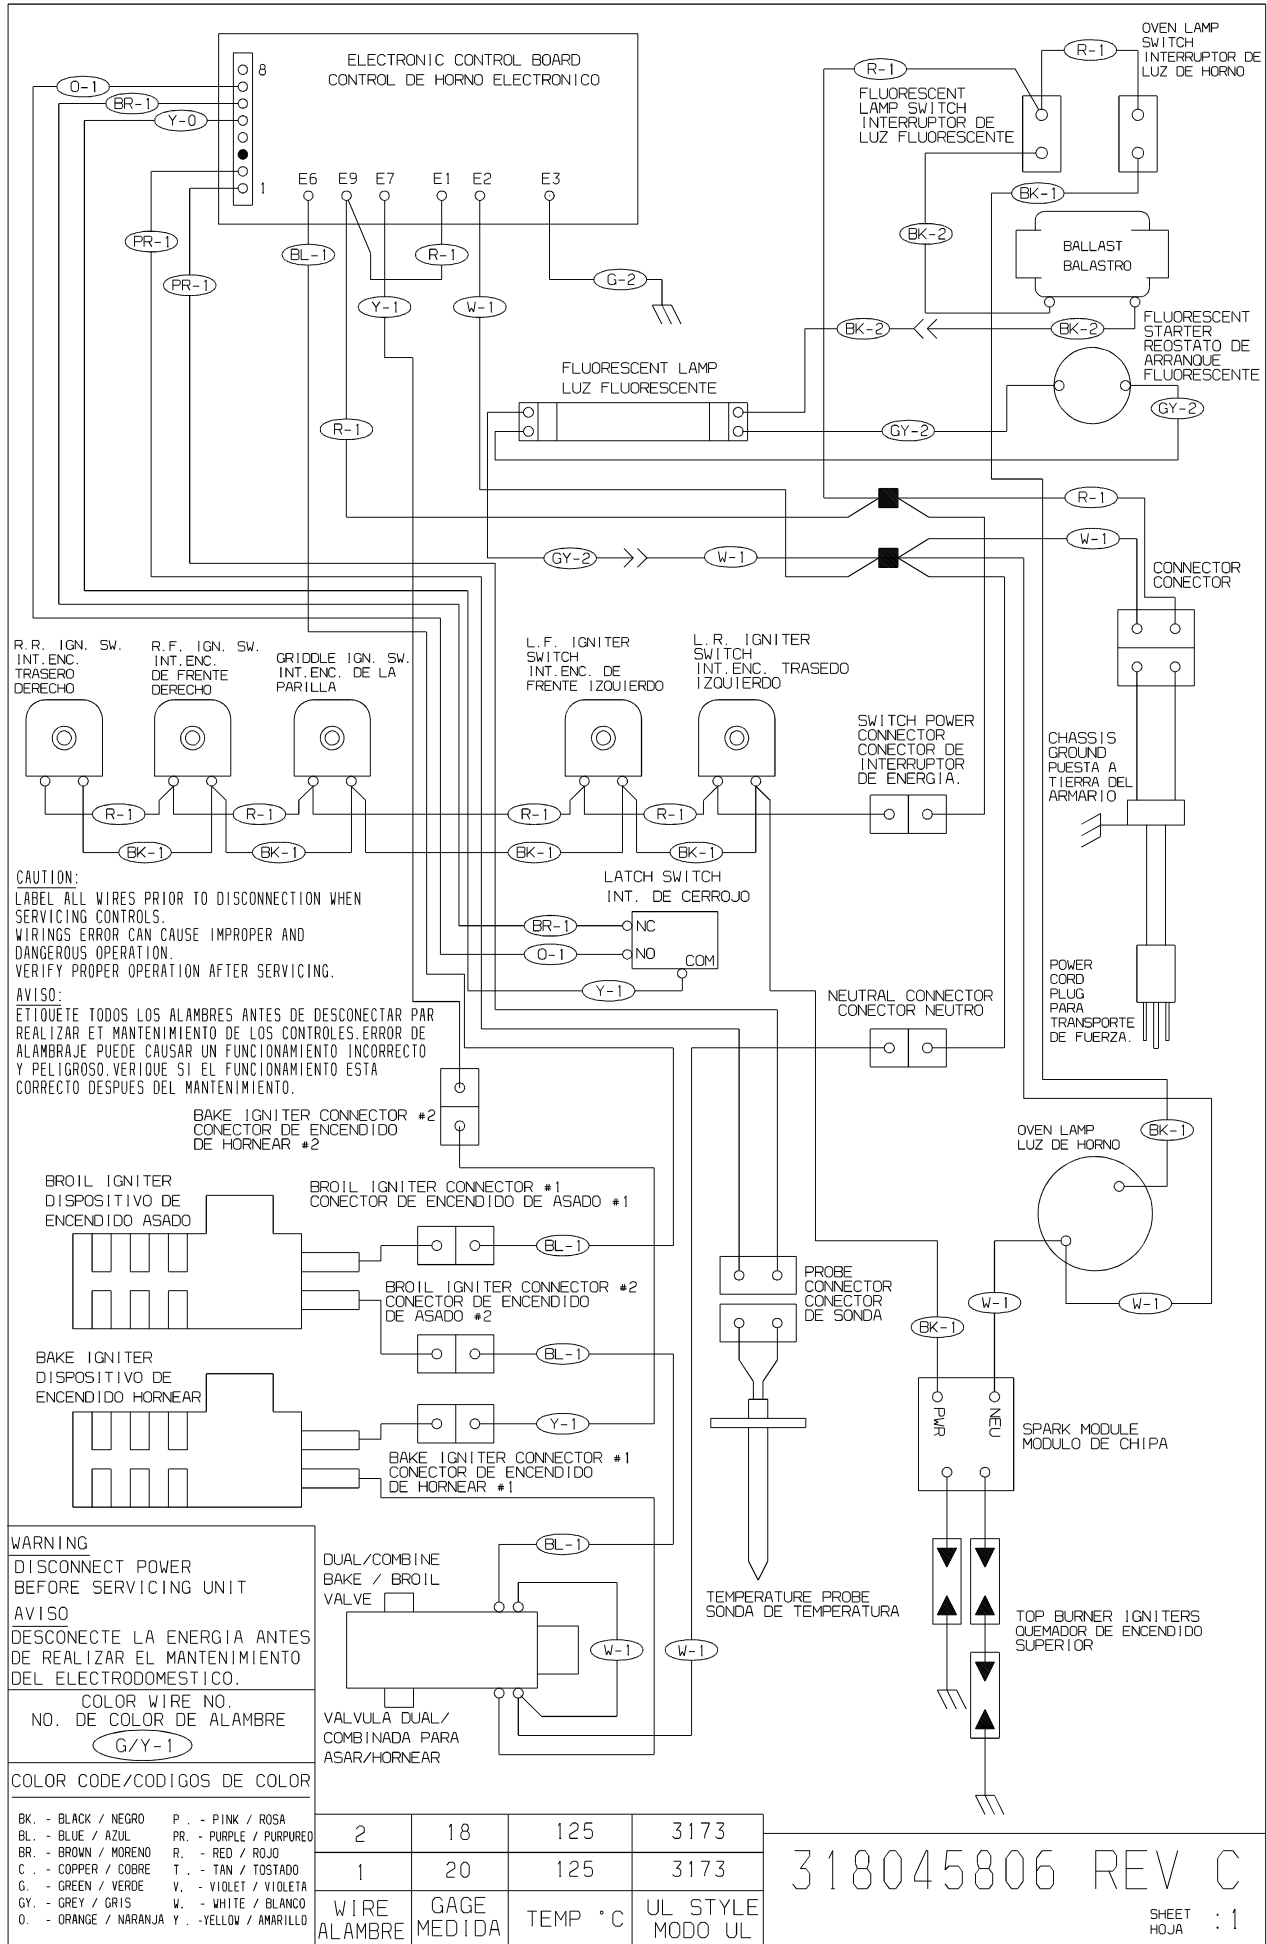 ELECTRONIC CONTROL BOARD
CONTROL DE HORNO ELECTRONICO
8
1
O-1
BR-1
Y-O
PR-1
PR-1
E6
E9
E7
E1
E2
E3
BL-1
R-1
Y-1
W-1
G-2
R-1
OVEN LAMP
SWITCH
INTERRUPTOR DE
LUZ DE HORNO
R-1
R-1
FLUORESCENT
LAMP SWITCH
INTERRUPTOR DE
LUZ FLUORESCENTE
BK-1
BK-2
BALLAST
BALASTRO
BK-2
BK-2
FLUORESCENT
STARTER
REOSTATO DE
ARRANQUE
FLUORESCENTE
GY-2
GY-2
FLUORESCENT LAMP
LUZ FLUORESCENTE
GY-2
W-1
R-1
W-1
CONNECTOR
CONECTOR
R.R. IGN. SW.
INT.ENC.
TRASERO
DERECHO
R.F. IGN. SW.
INT.ENC.
DE FRENTE
DERECHO
GRIDDLE IGN. SW.
INT.ENC. DE LA
PARILLA
L.F. IGNITER
SWITCH
INT.ENC. DE
FRENTE IZQUIERDO
L.R. IGNITER
SWITCH
INT.ENC. TRASEDO
IZQUIERDO
SWITCH POWER
CONNECTOR
CONECTOR DE
INTERRUPTOR
DE ENERGIA.
CHASSIS
GROUND
PUESTA A
TIERRA DEL
ARMARIO
R-1
R-1
R-1
R-1
BK-1
BK-1
BK-1
BK-1
CAUTION:
LABEL ALL WIRES PRIOR TO DISCONNECTION WHEN
SERVICING CONTROLS.
WIRINGS ERROR CAN CAUSE IMPROPER AND
DANGEROUS OPERATION.
VERIFY PROPER OPERATION AFTER SERVICING.
AVISO:
ETIQUETE TODOS LOS ALAMBRES ANTES DE DESCONECTAR PAR
REALIZAR ET MANTENIMIENTO DE LOS CONTROLES.ERROR DE
ALAMBRAJE PUEDE CAUSAR UN FUNCIONAMIENTO INCORRECTO
Y PELIGROSO.VERIQUE SI EL FUNCIONAMIENTO ESTA
CORRECTO DESPUES DEL MANTENIMIENTO.
LATCH SWITCH
INT. DE CERROJO
BR-1
NC
O-1
NO
COM
Y-1
NEUTRAL CONNECTOR
CONECTOR NEUTRO
POWER
CORD
PLUG
PARA
TRANSPORTE
DE FUERZA.
BAKE IGNITER CONNECTOR #2
CONECTOR DE ENCENDIDO
DE HORNEAR #2
OVEN LAMP
LUZ DE HORNO
BK-1
BROIL IGNITER
DISPOSITIVO DE
ENCENDIDO ASADO
BROIL IGNITER CONNECTOR #1
CONECTOR DE ENCENDIDO DE ASADO #1
BL-1
BROIL IGNITER CONNECTOR #2
CONECTOR DE ENCENDIDO
DE ASADO #2
BL-1
PROBE
CONNECTOR
CONECTOR
DE SONDA
W-1
W-1
BK-1
BAKE IGNITER
DISPOSITIVO DE
ENCENDIDO HORNEAR
Y-1
BAKE IGNITER CONNECTOR #1
CONECTOR DE ENCENDIDO
DE HORNEAR #1
PWR
NEU
SPARK MODULE
MODULO DE CHIPA
BL-1
DUAL/COMBINE
BAKE / BROIL
VALVE
W-1
W-1
VALVULA DUAL/
COMBINADA PARA
ASAR/HORNEAR
TEMPERATURE PROBE
SONDA DE TEMPERATURA
TOP BURNER IGNITERS
QUEMADOR DE ENCENDIDO
SUPERIOR
WARNING
DISCONNECT POWER
BEFORE SERVICING UNIT
AVISO
DESCONECTE LA ENERGIA ANTES
DE REALIZAR EL MANTENIMIENTO
DEL ELECTRODOMESTICO.
COLOR WIRE NO.
NO. DE COLOR DE ALAMBRE
G/Y-1
COLOR CODE/CODIGOS DE COLOR
BK. - BLACK / NEGRO P . - PINK / ROSA
BL. - BLUE / AZUL PR. - PURPLE / PURPUREO
BR. - BROWN / MORENO R. - RED / ROJO
C . - COPPER / COBRE T . - TAN / TOSTADO
G. - GREEN / VERDE V. - VIOLET / VIOLETA
GY. - GREY / GRIS W. - WHITE / BLANCO
O. - ORANGE / NARANJA Y . -YELLOW / AMARILLO
2 18 125 3173
1 20 125 3173
WIRE GAGE TEMP °C UL STYLE
ALAMBRE MEDIDA MODO UL
318045806 REV C
SHEET : 1
HOJA